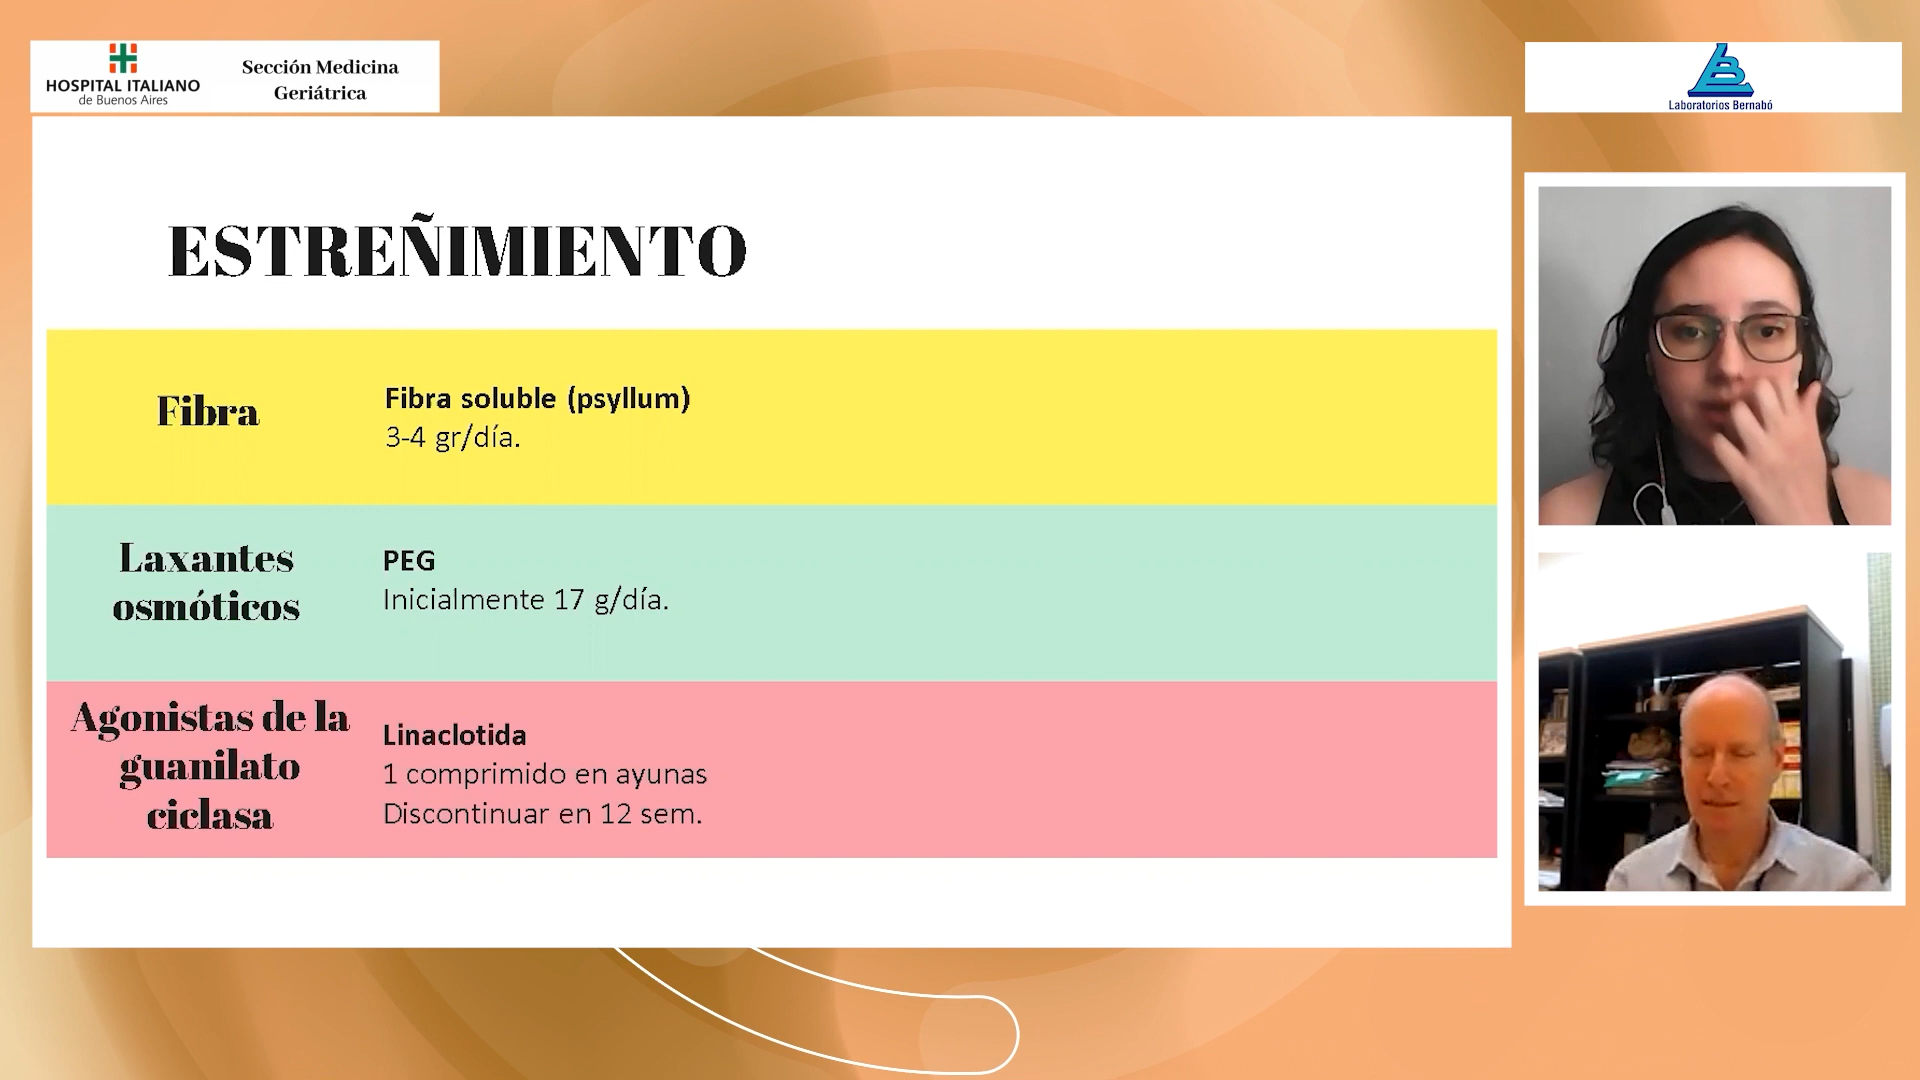 HOSPITAL ITALIANO
de Buenos Aires
Sección Medicina
Geriátrica
Laboratorios Bernabó
ESTREÑIMIENTO
Fibra
Fibra soluble (psyllum)
3-4 gr/día.
Laxantes
osmóticos
PEG
Inicialmente 17 g/día.
Agonistas de la
guanilato
ciclasa
Linaclotida
1 comprimido en ayunas
Discontinuar en 12 sem.